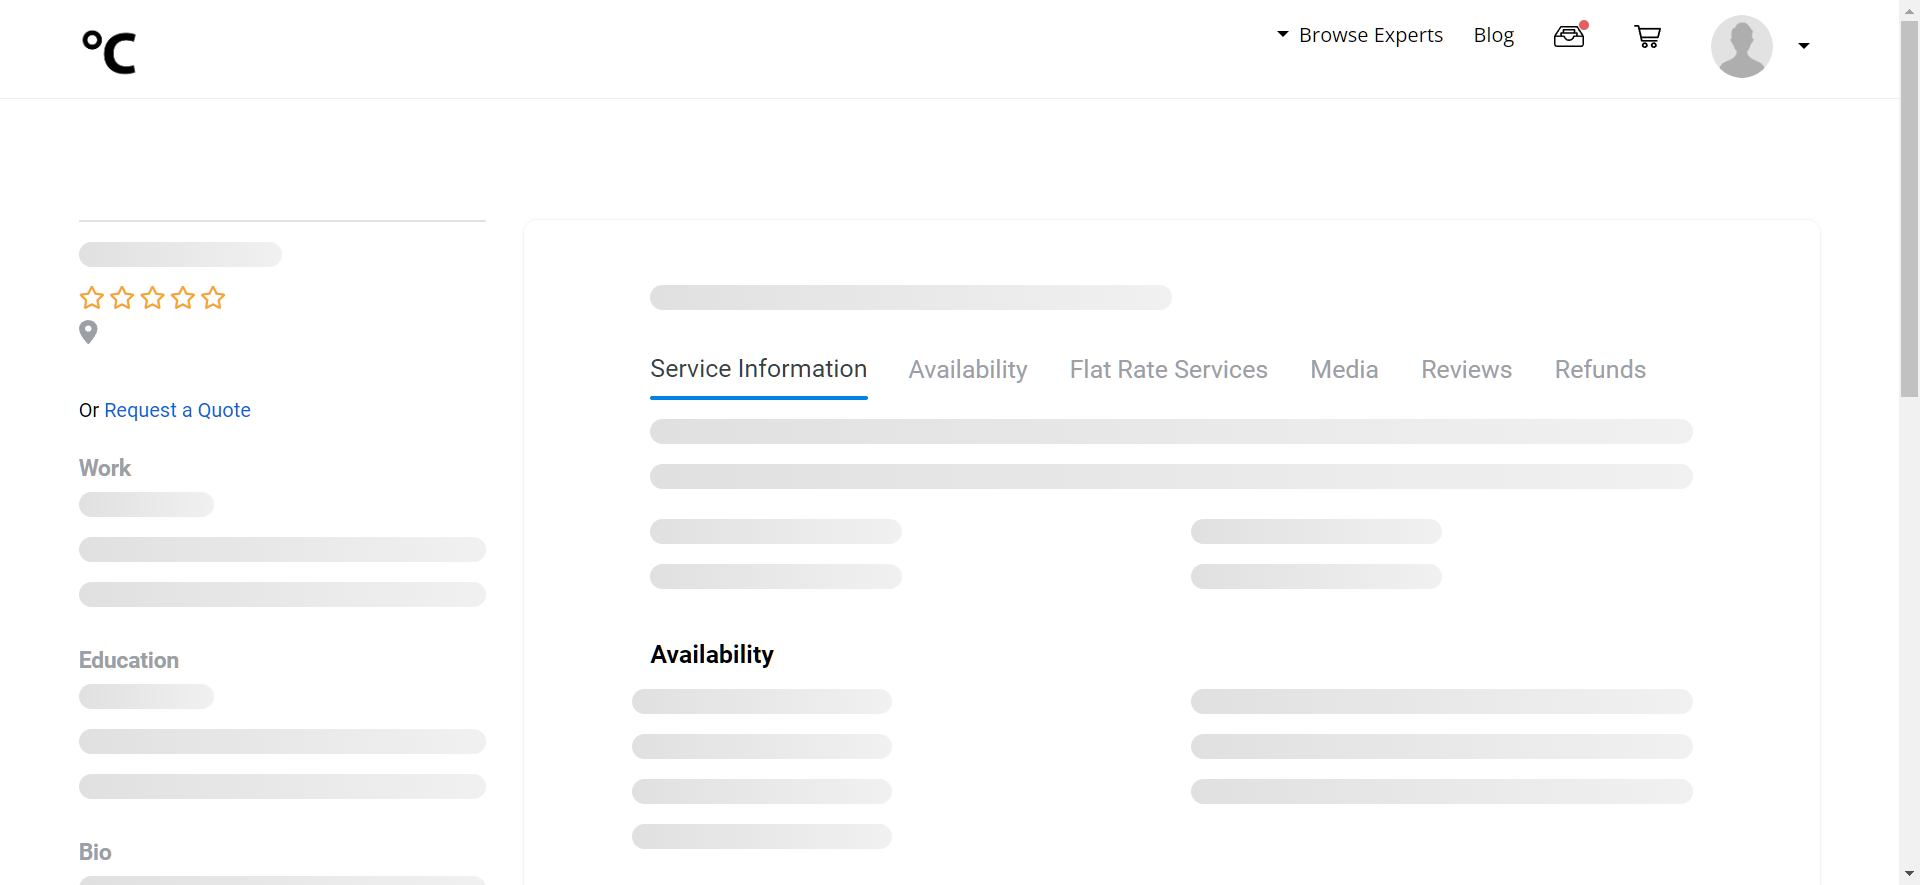 °C
Browse Experts
Blog
Or Request a Quote
Work
Education
Bio
Service Information
Availability
Flat Rate Services
Media
Reviews
Refunds
Availability